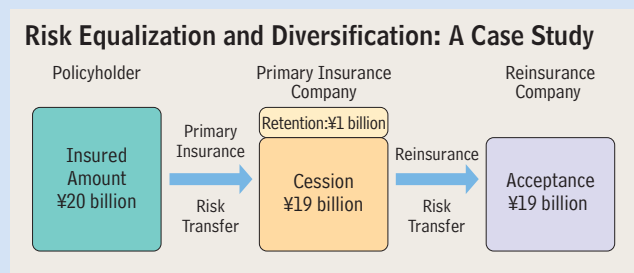 Risk Equalization and Diversification: A Case Study
Policyholder
Primary Insurance
Company
Reinsurance
Company
Insured
Amount
¥20 billion
Primary
Insurance
Risk
Transfer
Retention:¥1 billion
Cession
¥19 billion
Reinsurance
Risk
Transfer
Acceptance
¥19 billion